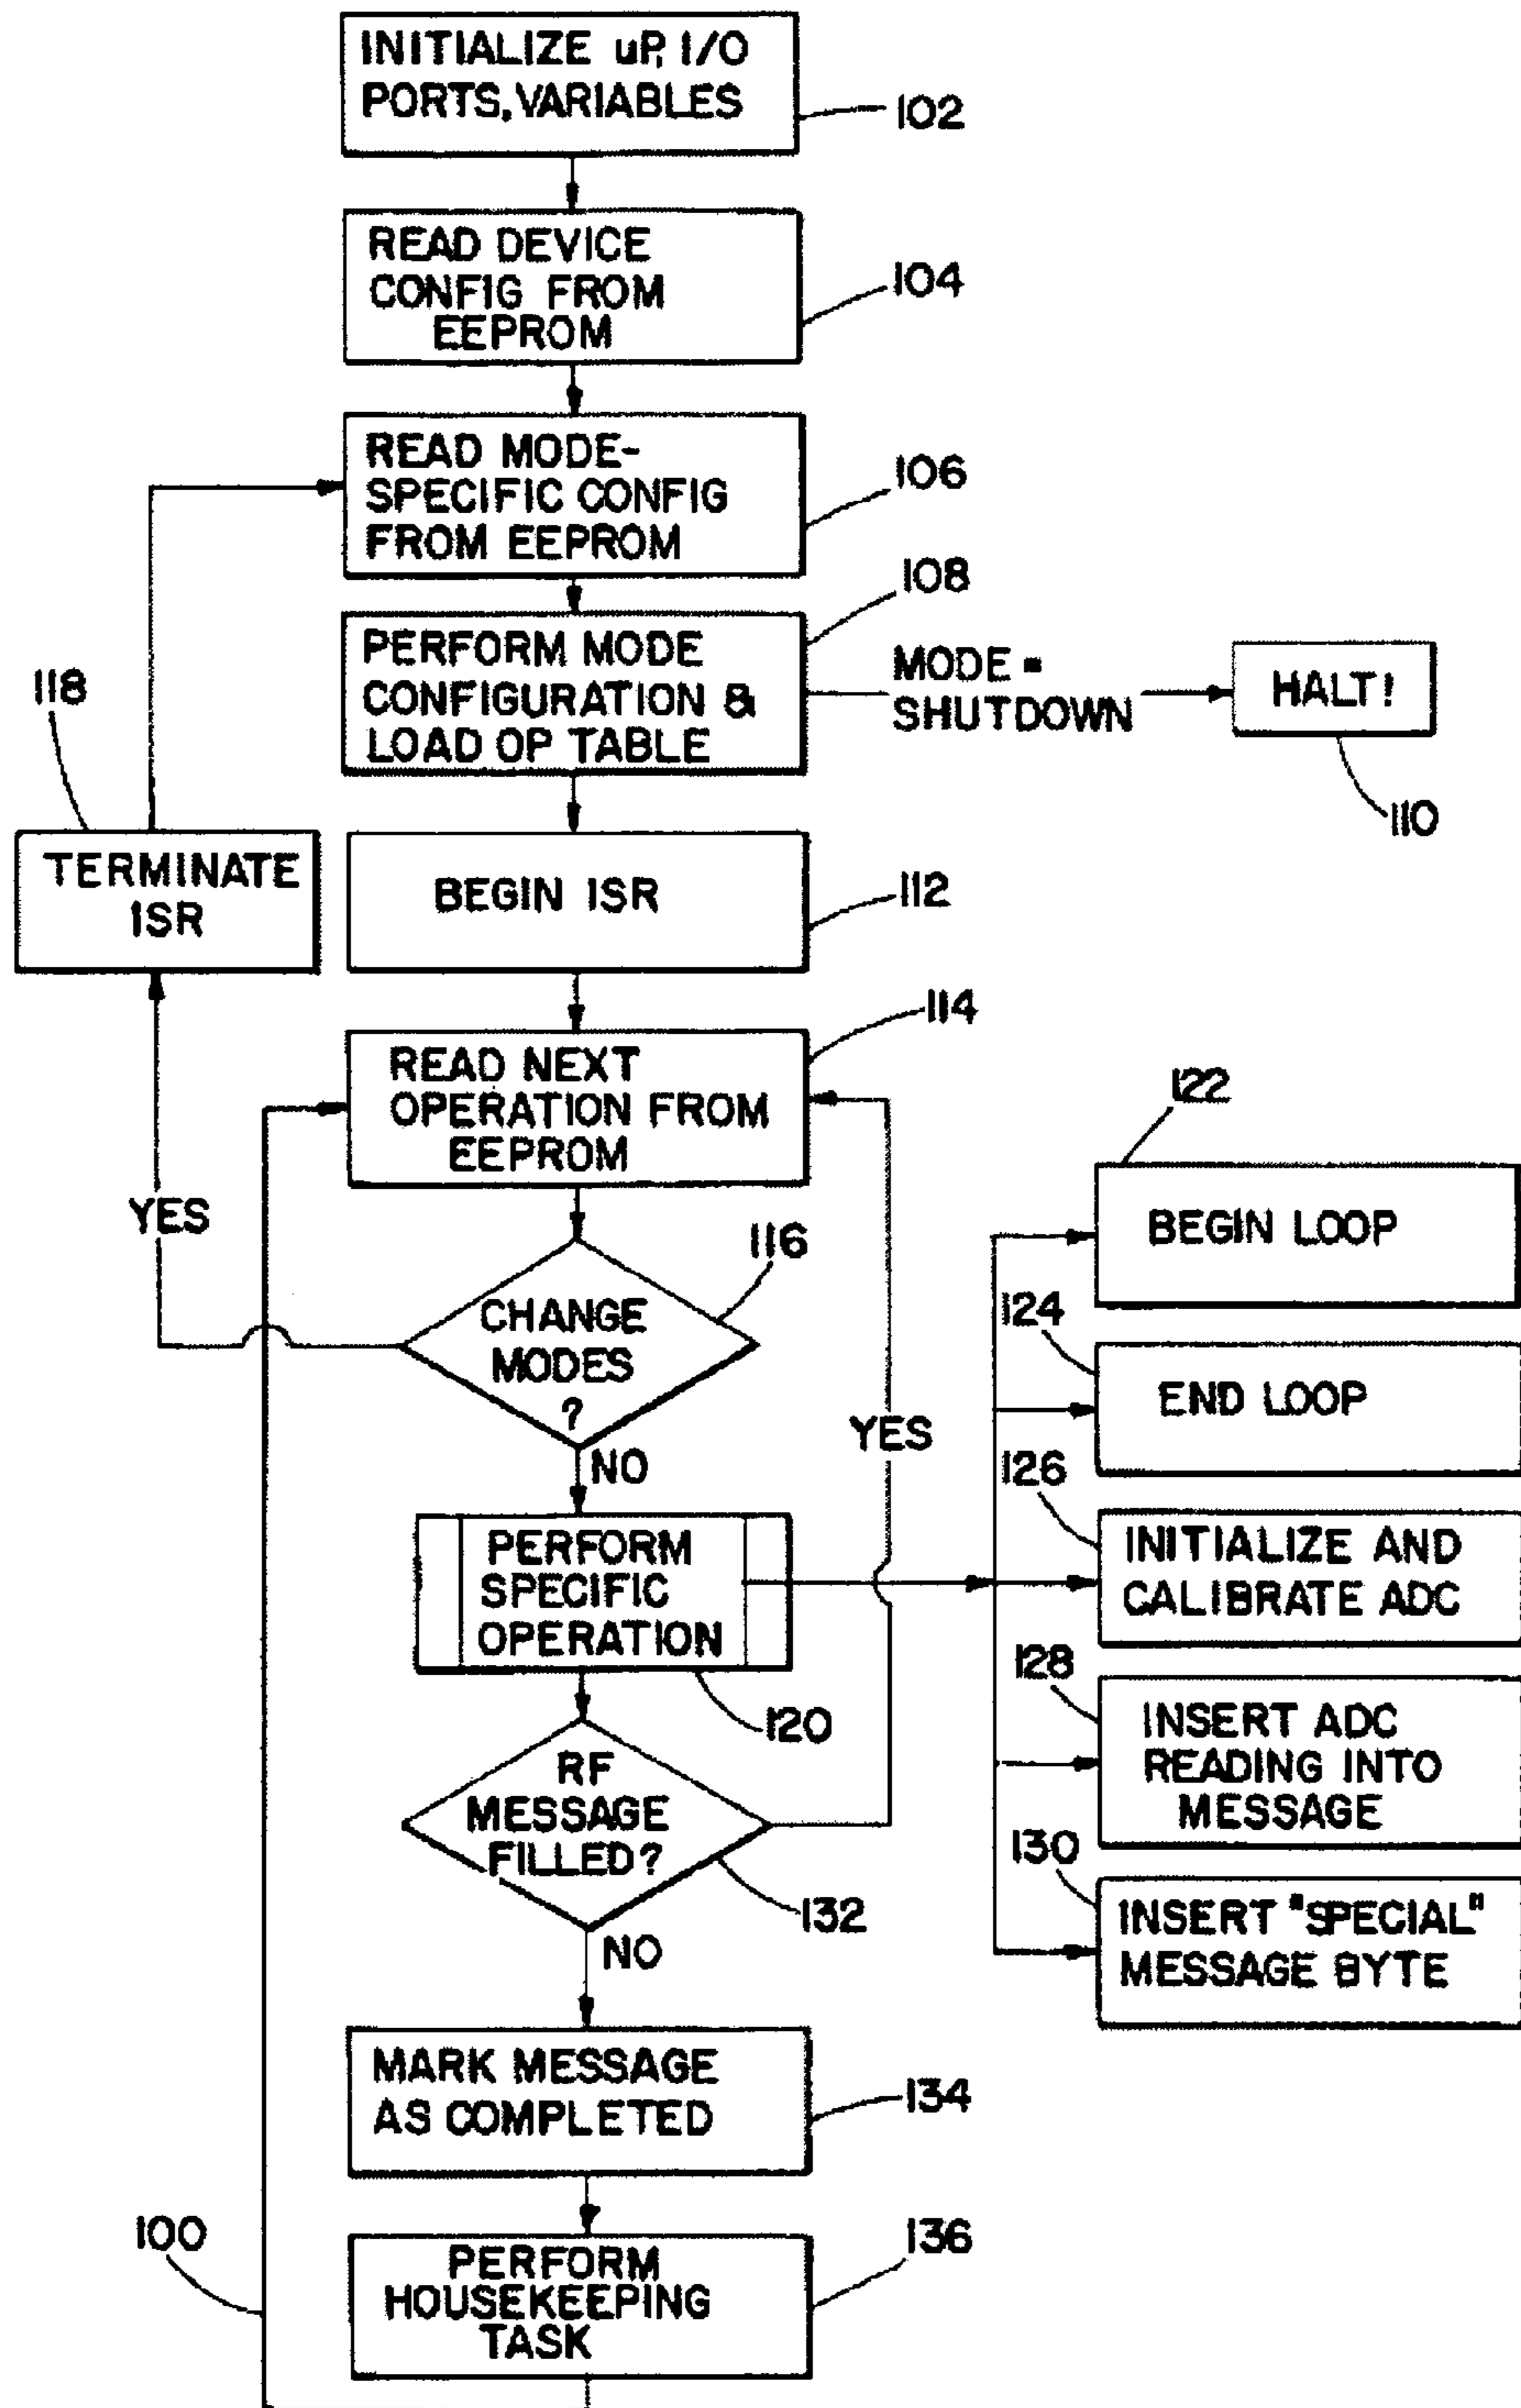 INITIALIZE uP, I/O
PORTS, VARIABLES
102
READ DEVICE
CONFIG FROM
EEPROM
104
READ MODE-
SPECIFIC CONFIG
FROM EEPROM
106
108
PERFORM MODE
CONFIGURATION &
LOAD OP TABLE
MODE =
SHUTDOWN
HALT!
110
118
TERMINATE
ISR
BEGIN ISR
112
114
READ NEXT
OPERATION FROM
EEPROM
YES
116
CHANGE
MODES
?
NO
YES
122
BEGIN LOOP
124
END LOOP
126
INITIALIZE AND
CALIBRATE ADC
PERFORM
SPECIFIC
OPERATION
120
128
INSERT ADC
READING INTO
MESSAGE
130
INSERT "SPECIAL"
MESSAGE BYTE
RF
MESSAGE
FILLED?
132
NO
MARK MESSAGE
AS COMPLETED
134
100
PERFORM
HOUSEKEEPING
TASK
136